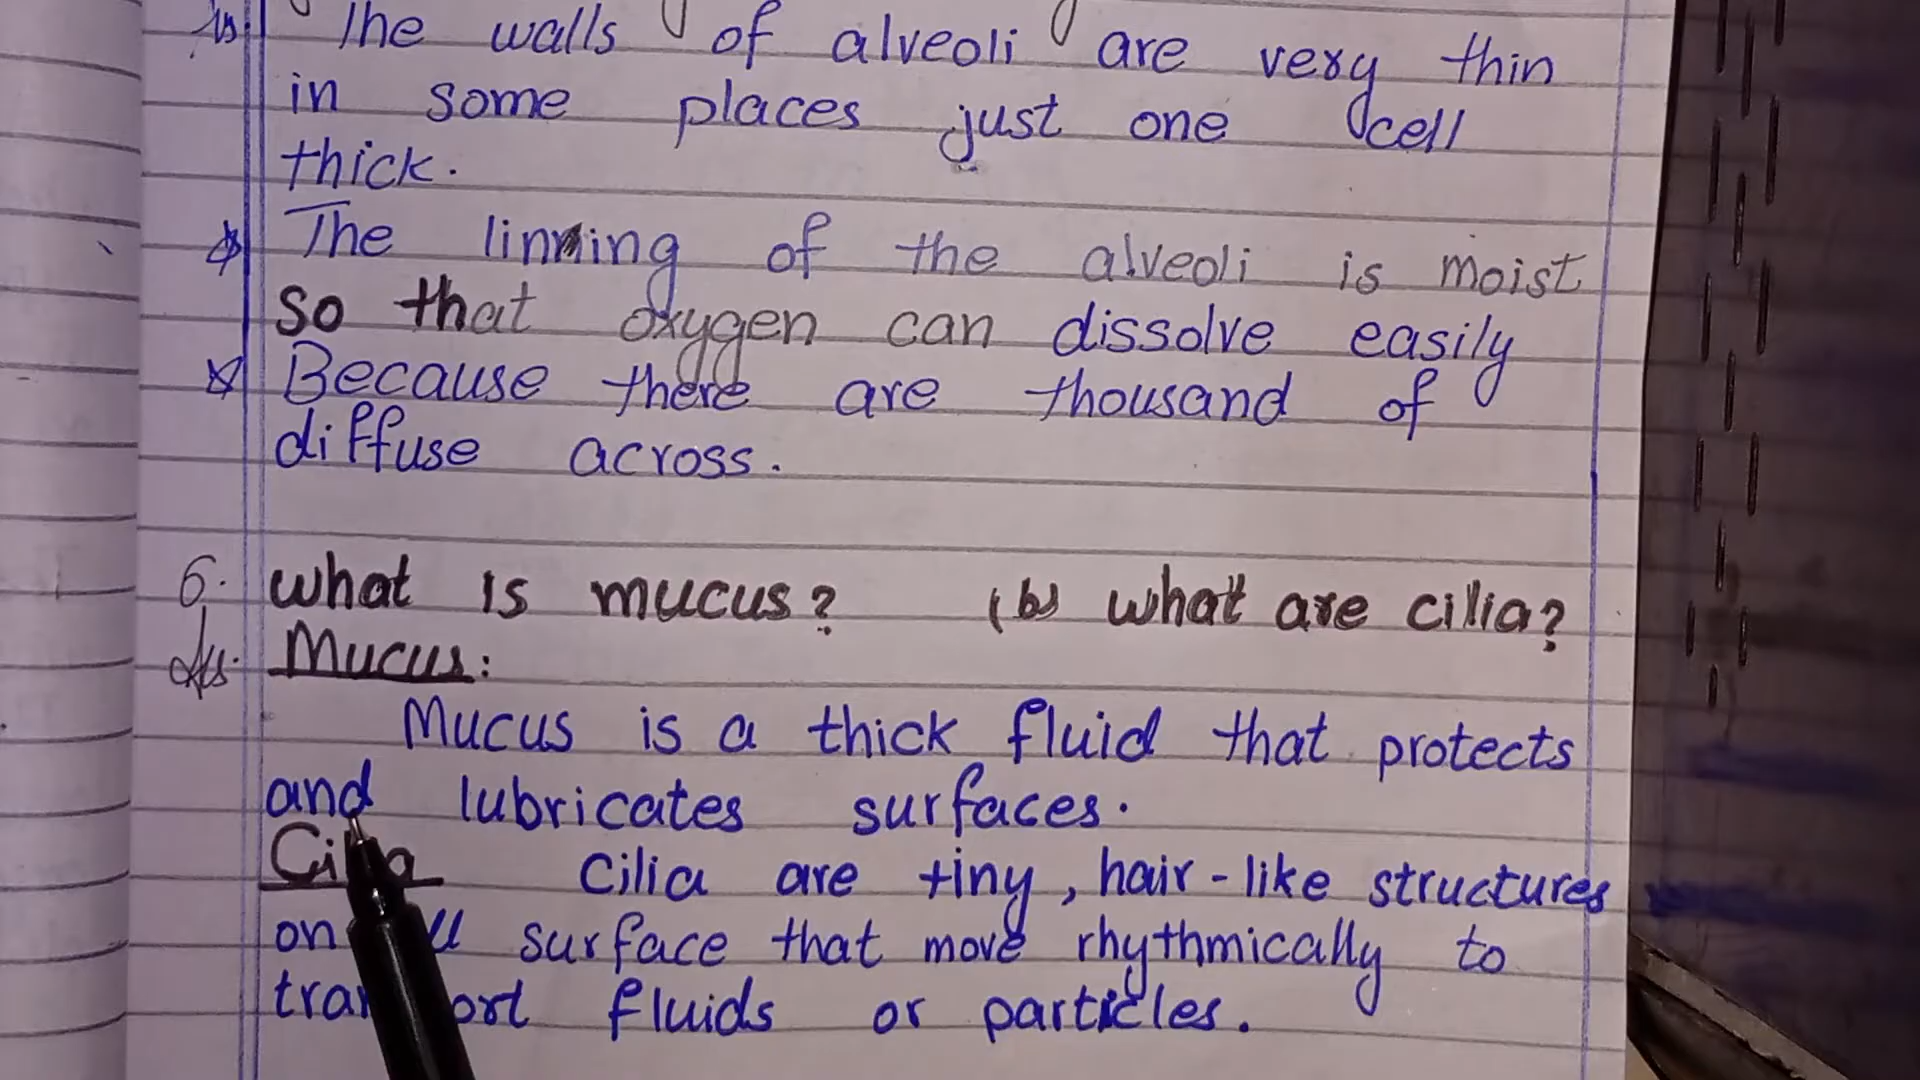 The walls of alveoli are very thin
in some places just one cell
thick.
The lining of the alveoli is moist
so that oxygen can dissolve easily
Because there are thousand of
diffuse across.
6. what is mucus? (b) what are cilia?
Ans. Mucus:
Mucus is a thick fluid that protects
and lubricates surfaces.
Cilia Cilia are tiny, hair-like structures
on surface that move rhythmically to
fluids or particles.